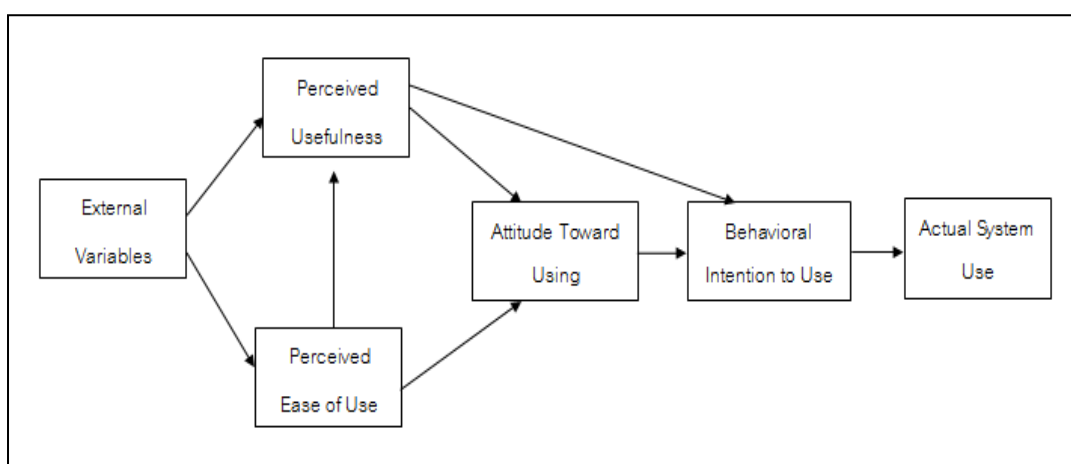 Perceived
Usefulness
External
Variables
Attitude Toward
Using
Behavioral
Intention to Use
Actual System
Use
Perceived
Ease of Use